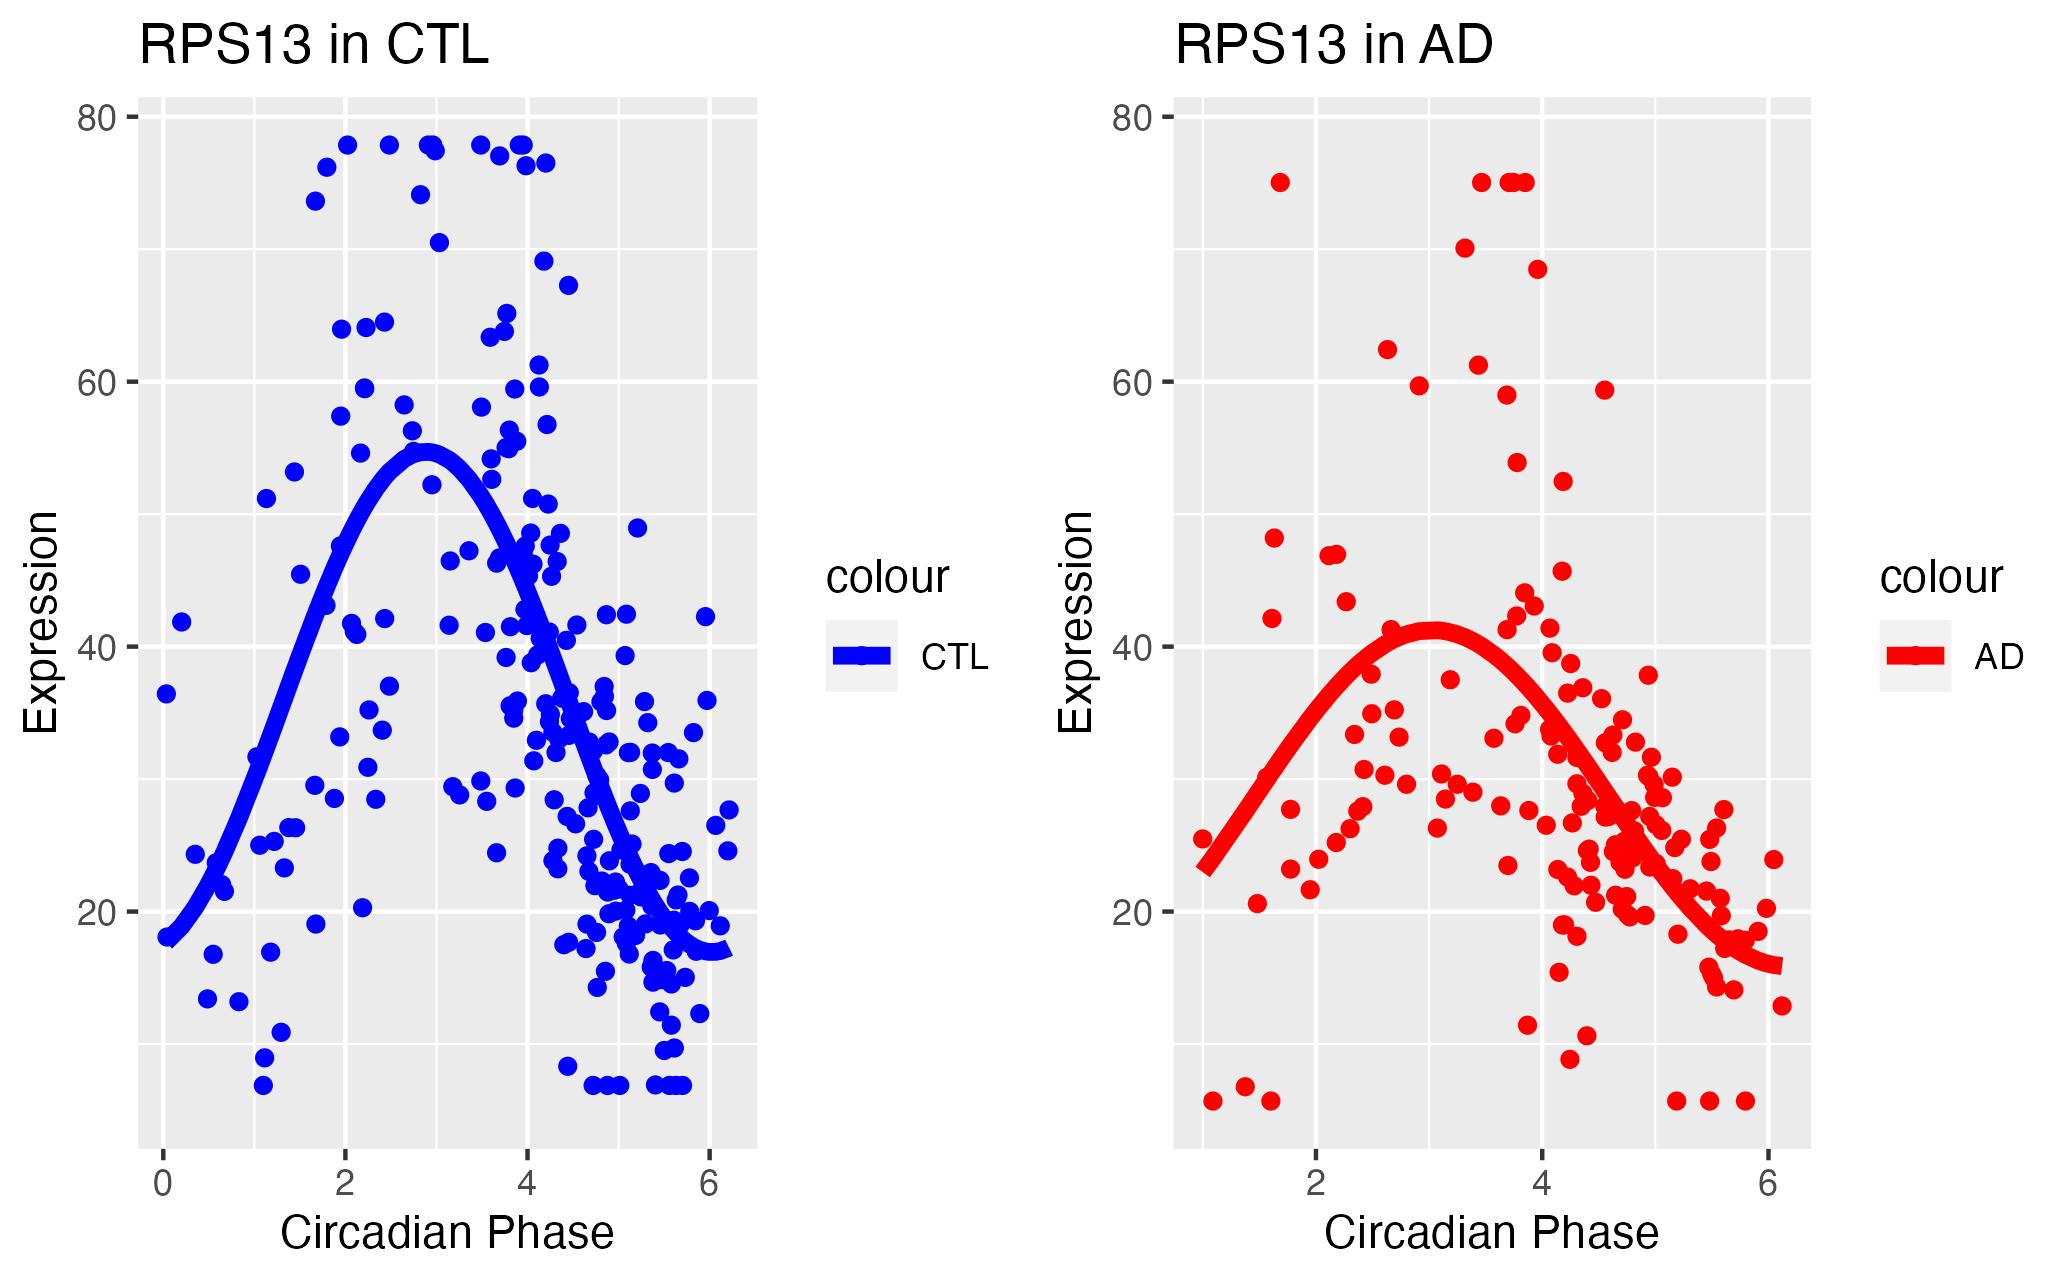 RPS13 in CTL
80
60
40
20
Expression
0 2 4 6
Circadian Phase
colour
CTL
RPS13 in AD
80
60
40
20
Expression
2 4 6
Circadian Phase
colour
AD